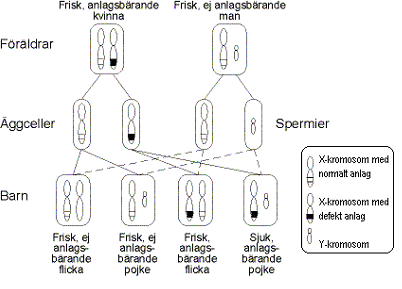 Frisk, anlagsbärande
kvinna
Frisk, ej anlagsbärande
man
Föräldrar
Äggceller
Spermier
Barn
X-kromosom med
normalt anlag
X-kromosom med
defekt anlag
Y-kromosom
Frisk, ej
anlags-
bärande
flicka
Frisk, ej
anlags-
bärande
pojke
Frisk,
anlags-
bärande
flicka
Sjuk,
anlags-
bärande
pojke